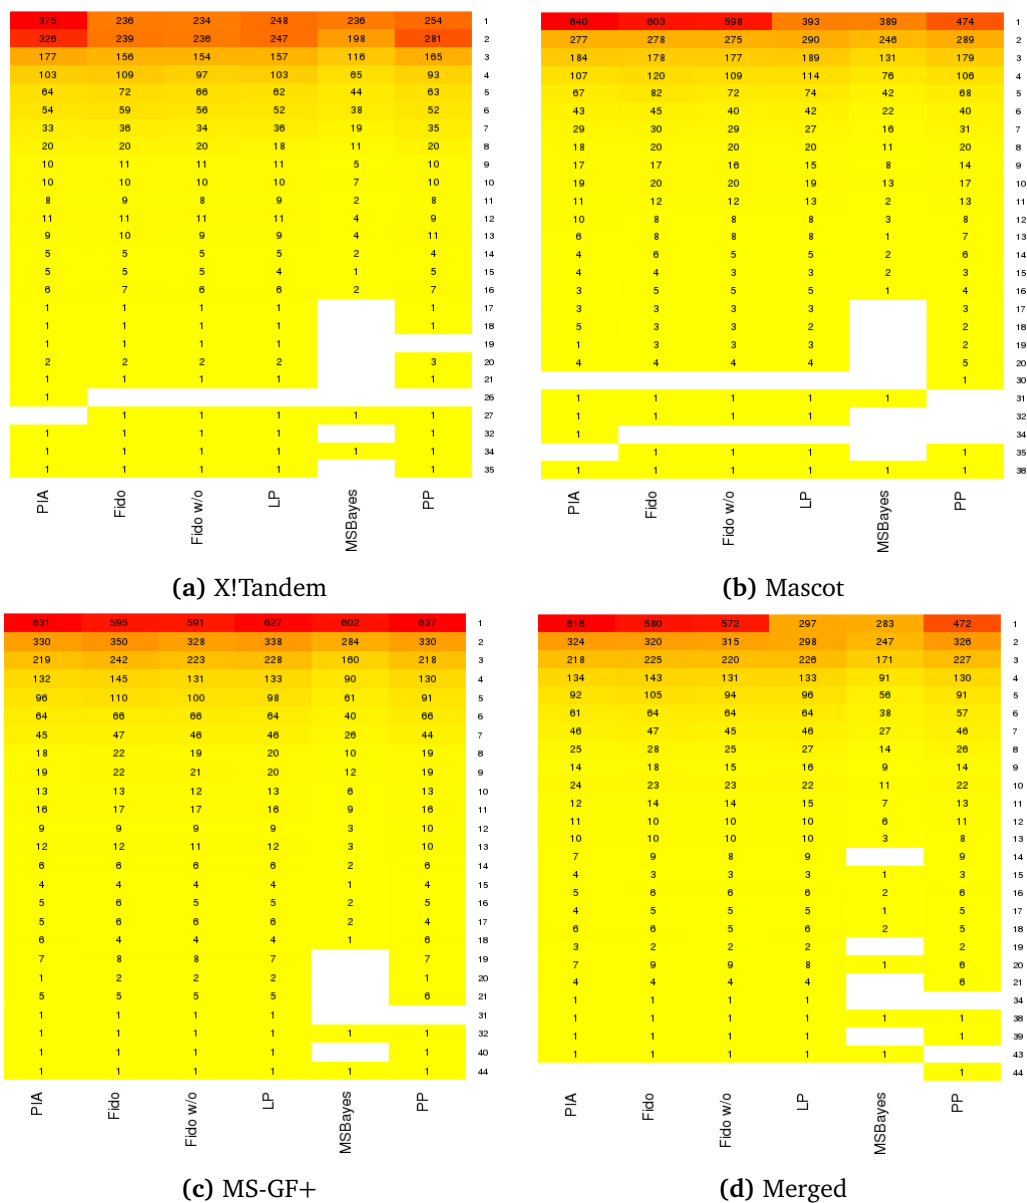 375 236 234 248 236 254 1
326 239 236 247 198 281 2
177 156 154 157 116 165 3
103 109 97 103 65 93 4
64 72 66 62 44 63 5
54 59 56 52 38 52 6
33 36 34 36 19 35 7
20 20 20 18 11 20 8
10 11 11 11 5 10 9
10 10 10 10 7 10 10
8 9 8 9 2 8 11
11 11 11 11 4 9 12
9 10 9 9 4 11 13
5 5 5 5 2 4 14
5 5 5 4 1 5 15
6 7 6 6 2 7 16
1 1 1 1 1 17
1 1 1 1 1 18
1 1 1 1 19
2 2 2 2 3 20
1 1 1 1 1 21
1 26
1 1 1 1 1 27
1 1 1 1 1 32
1 1 1 1 1 1 34
1 1 1 1 1 35
PIA Fido Fido w/o LP MSBayes PP
(a) X!Tandem
640 603 598 393 389 474 1
277 278 275 290 246 289 2
184 178 177 189 131 179 3
107 120 109 114 76 106 4
67 82 72 74 42 68 5
43 45 40 42 22 40 6
29 30 29 27 16 31 7
18 20 20 20 11 20 8
17 17 16 15 8 14 9
19 20 20 19 13 17 10
11 12 12 13 2 13 11
10 8 8 8 3 8 12
6 8 8 8 1 7 13
4 6 5 5 2 6 14
4 4 3 3 2 3 15
3 5 5 5 1 4 16
3 3 3 3 3 17
5 3 3 2 2 18
1 3 3 3 2 19
4 4 4 4 5 20
1 30
1 1 1 1 1 31
1 1 1 1 32
1 34
1 1 1 1 35
1 1 1 1 1 1 38
PIA Fido Fido w/o LP MSBayes PP
(b) Mascot
631 595 591 627 602 637 1
330 350 328 338 284 330 2
219 242 223 228 160 218 3
132 145 131 133 90 130 4
96 110 100 98 61 91 5
64 66 66 64 40 66 6
45 47 46 46 26 44 7
18 22 19 20 10 19 8
19 22 21 20 12 19 9
13 13 12 13 6 13 10
16 17 17 16 9 16 11
9 9 9 9 3 10 12
12 12 11 12 3 10 13
6 6 6 6 2 6 14
4 4 4 4 1 4 15
5 6 5 5 2 5 16
5 6 6 6 2 4 17
6 4 4 4 1 6 18
7 8 8 7 7 19
1 2 2 2 1 20
5 5 5 5 6 21
1 1 1 1 31
1 1 1 1 1 1 32
1 1 1 1 1 40
1 1 1 1 1 1 44
PIA Fido Fido w/o LP MSBayes PP
(c) MS-GF+
616 580 572 297 283 472 1
324 320 315 298 247 326 2
218 225 220 226 171 227 3
134 143 131 133 91 130 4
92 105 94 96 56 91 5
61 64 64 64 38 57 6
46 47 45 46 27 46 7
25 28 25 27 14 26 8
14 18 15 16 9 14 9
24 23 23 22 11 22 10
12 14 14 15 7 13 11
11 10 10 10 6 11 12
10 10 10 10 3 8 13
7 9 8 9 9 14
4 3 3 3 1 3 15
5 6 6 6 2 6 16
4 5 5 5 1 5 17
6 6 5 6 2 5 18
3 2 2 2 2 19
7 9 9 8 1 6 20
4 4 4 4 6 21
1 1 1 1 34
1 1 1 1 1 1 38
1 1 1 1 1 39
1 1 1 1 1 43
1 44
PIA Fido Fido w/o LP MSBayes PP
(d) Merged